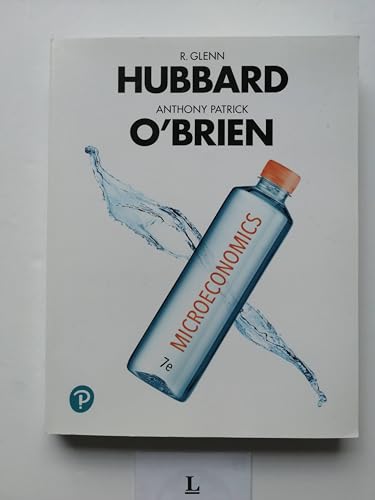 R. GLENN
HUBBARD
ANTHONY PATRICK
O'BRIEN
MICROECONOMICS
7e
P
L